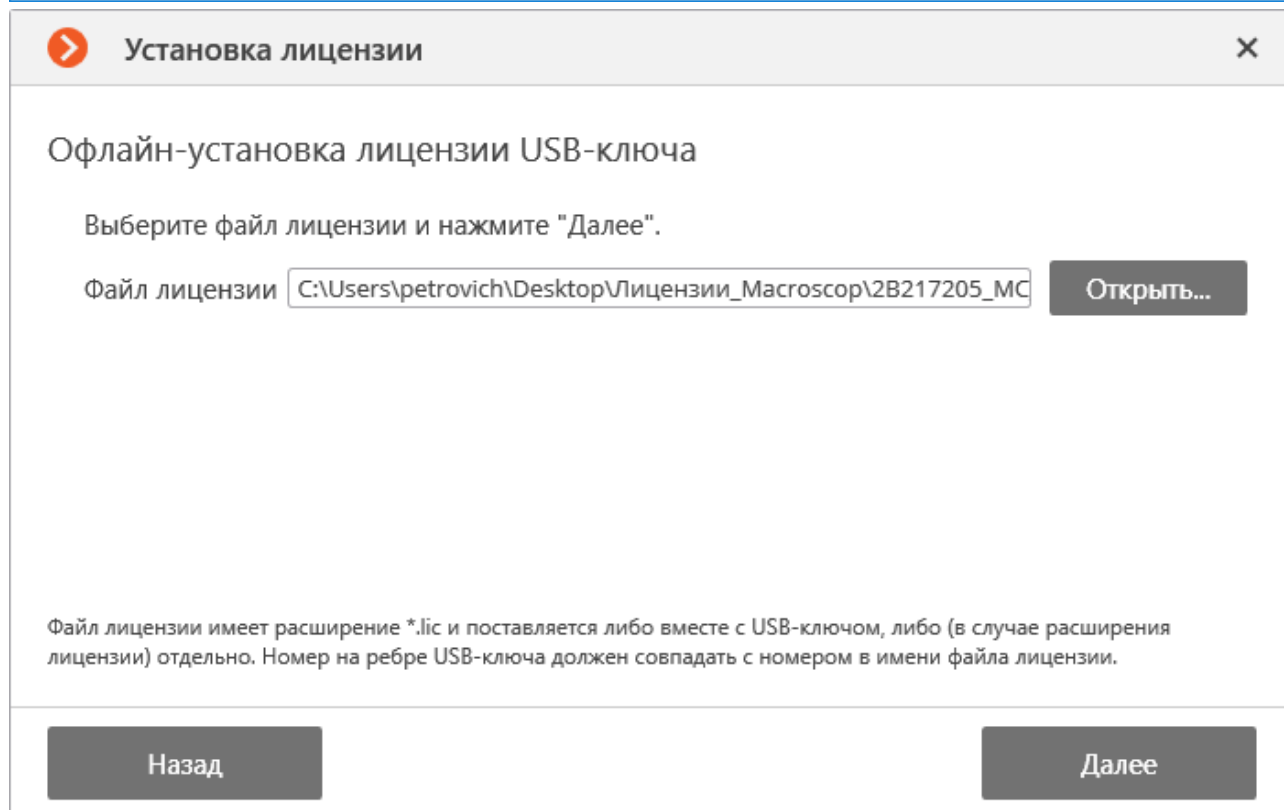 Установка лицензии
Офлайн-установка лицензии USB-ключа
Выберите файл лицензии и нажмите "Далее".
Файл лицензии C:\Users\petrovich\Desktop\Лицензии_Macroscop\2B217205_MC Открыть...
Файл лицензии имеет расширение *.lic и поставляется либо вместе с USB-ключом, либо (в случае расширения
лицензии) отдельно. Номер на ребре USB-ключа должен совпадать с номером в имени файла лицензии.
Назад Далее